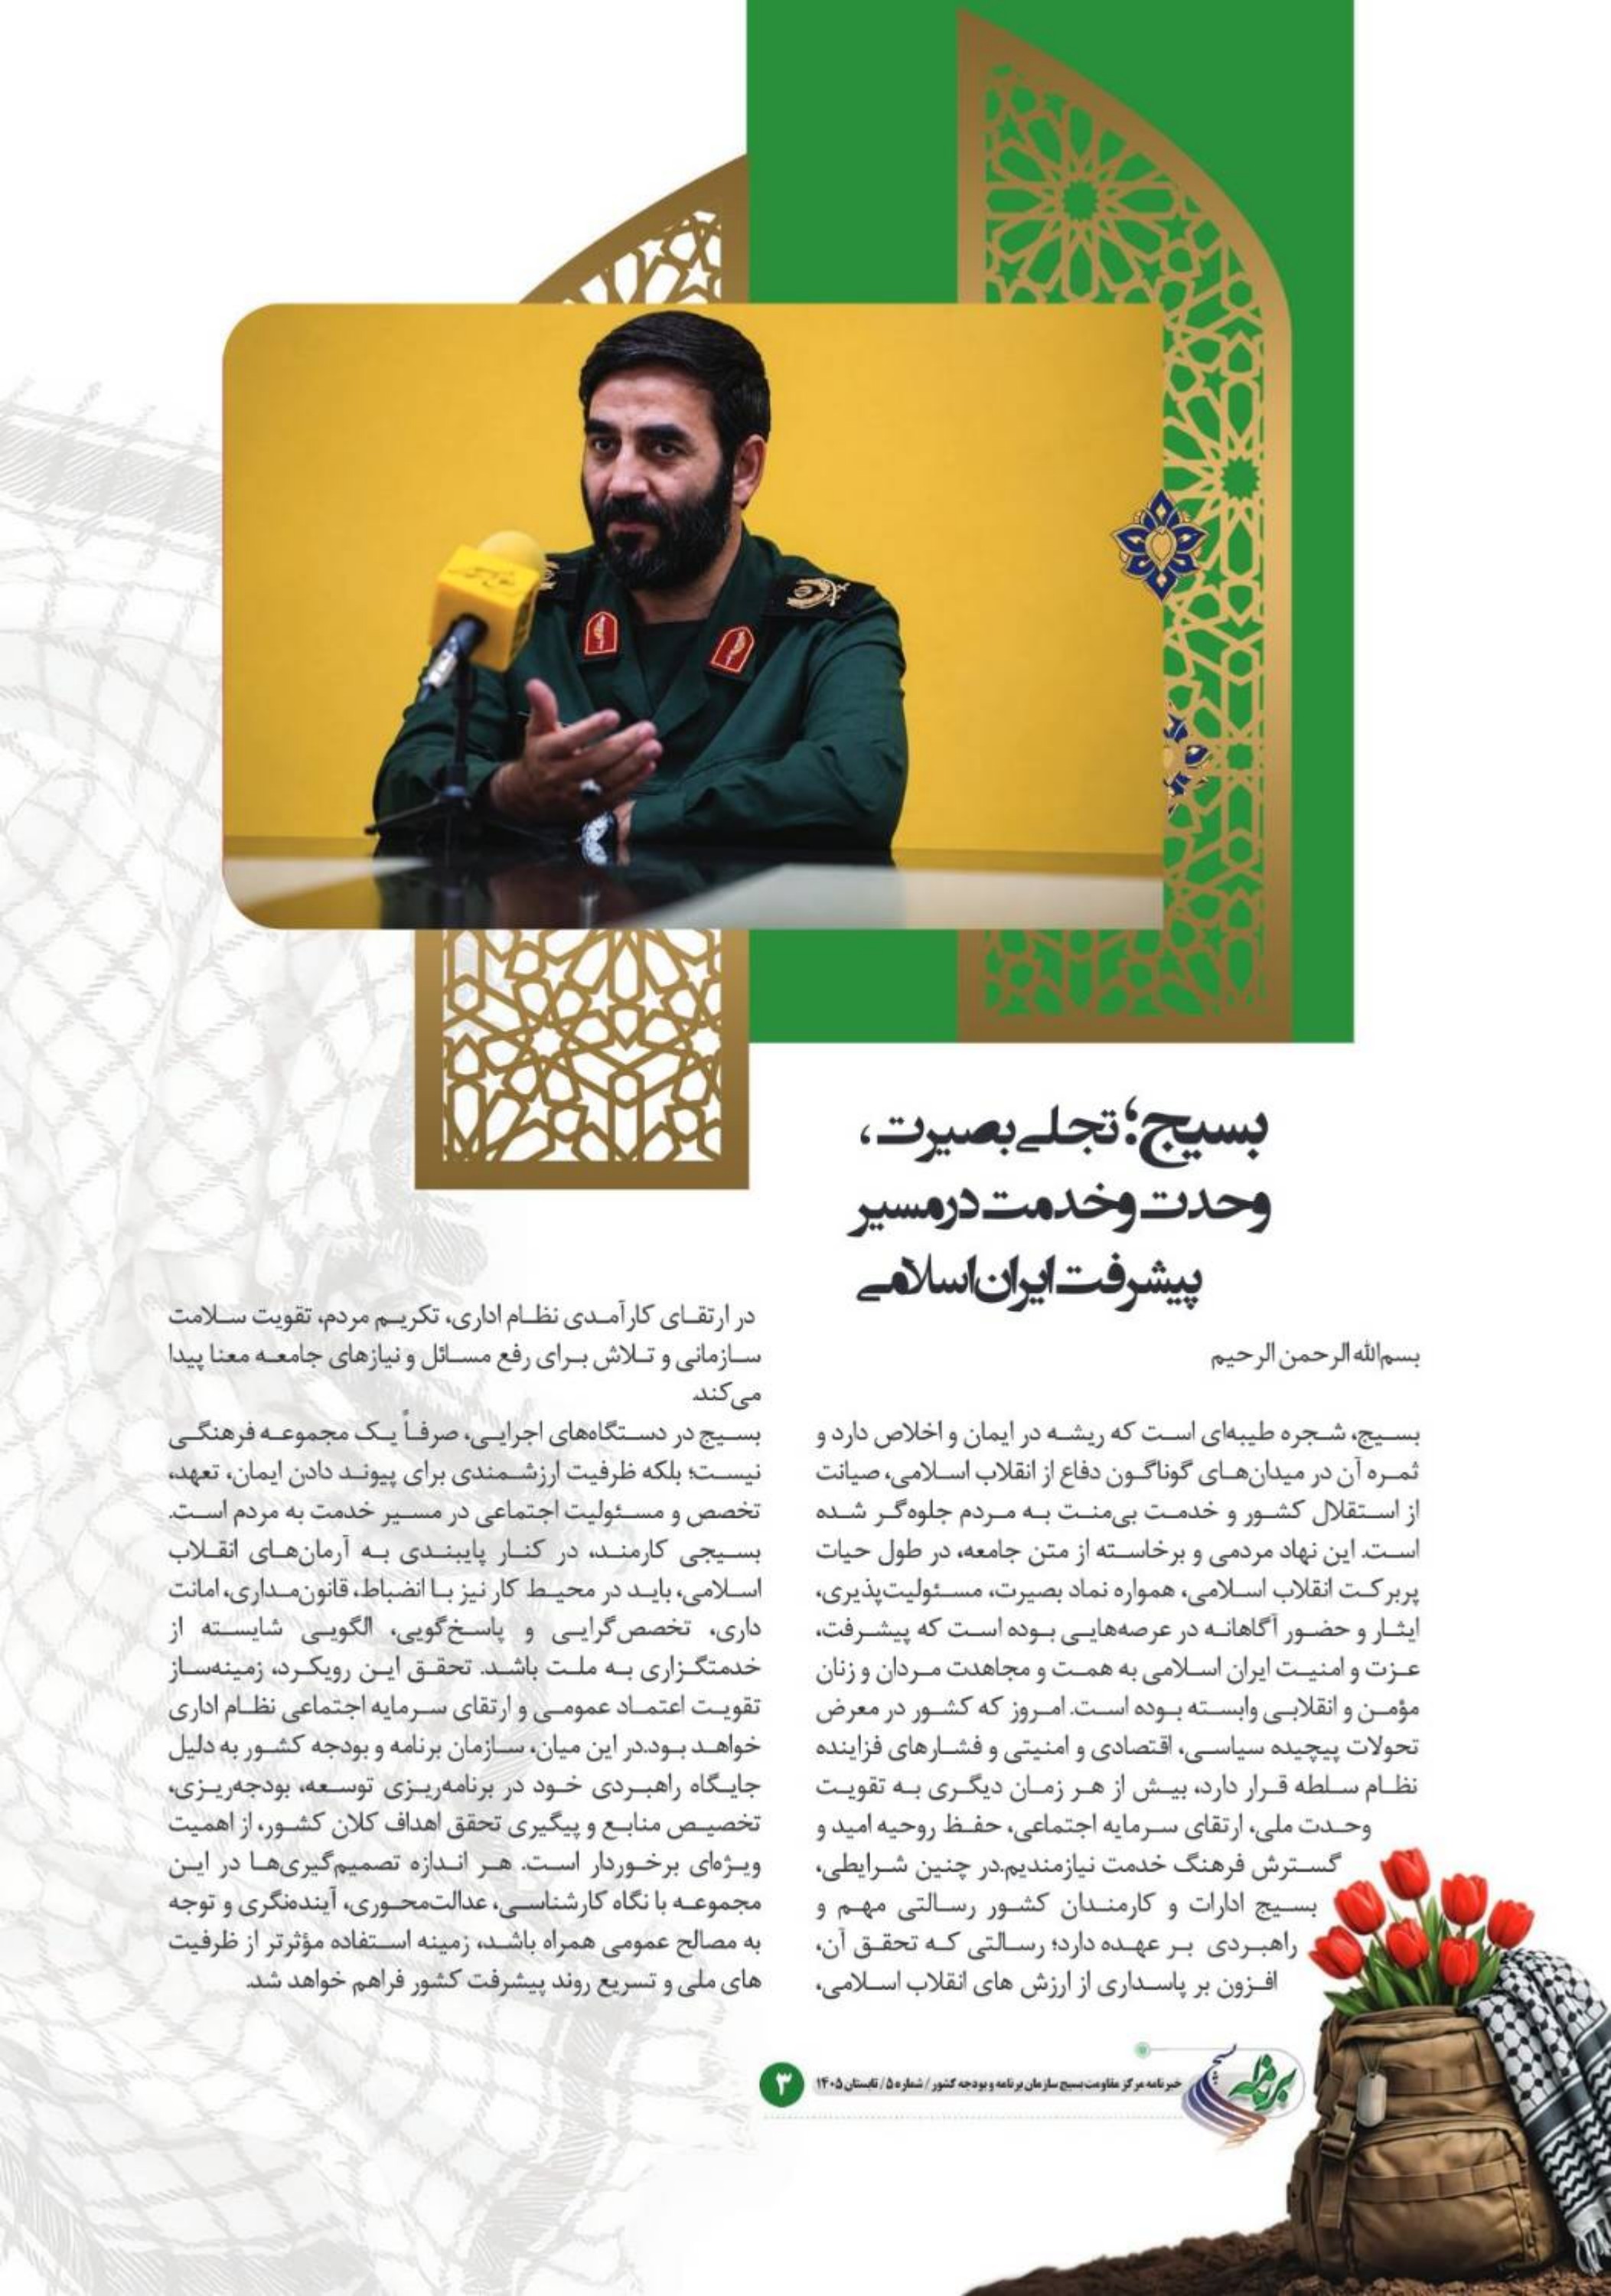 بسیج؛ تجلی بصیرت،
وحدت و خدمت در مسیر
پیشرفت ایران اسلامی
بسم‌الله الرحمن الرحیم
بسیج، شجره طیبه‌ای است که ریشه در ایمان و اخلاص دارد و
ثمره آن در میدان‌های گوناگون دفاع از انقلاب اسلامی، صیانت
از استقلال کشور و خدمت بی‌منت به مردم جلوه‌گر شده
است. این نهاد مردمی و برخاسته از متن جامعه، در طول حیات
پربرکت انقلاب اسلامی، همواره نماد بصیرت، مسئولیت‌پذیری،
ایثار و حضور آگاهانه در عرصه‌هایی بوده است که پیشرفت،
عزت و امنیت ایران اسلامی به همت و مجاهدت مردان و زنان
مؤمن و انقلابی وابسته بوده است. امروز که کشور در معرض
تحولات پیچیده سیاسی، اقتصادی و امنیتی و فشارهای فزاینده
نظام سلطه قرار دارد، بیش از هر زمان دیگری به تقویت
وحدت ملی، ارتقای سرمایه اجتماعی، حفظ روحیه امید و
گسترش فرهنگ خدمت نیازمندیم.در چنین شرایطی،
بسیج ادارات و کارمندان کشور رسالتی مهم و
راهبردی بر عهده دارد؛ رسالتی که تحقق آن،
افزون بر پاسداری از ارزش های انقلاب اسلامی،
در ارتقای کارآمدی نظام اداری، تکریم مردم، تقویت سلامت
سازمانی و تلاش برای رفع مسائل و نیازهای جامعه معنا پیدا
می‌کند.
بسیج در دستگاه‌های اجرایی، صرفاً یک مجموعه فرهنگی
نیست؛ بلکه ظرفیت ارزشمندی برای پیوند دادن ایمان، تعهد،
تخصص و مسئولیت اجتماعی در مسیر خدمت به مردم است.
بسیجی کارمند، در کنار پایبندی به آرمان‌های انقلاب
اسلامی، باید در محیط کار نیز با انضباط، قانون‌مداری، امانت
داری، تخصص‌گرایی و پاسخ‌گویی، الگویی شایسته از
خدمتگزاری به ملت باشد. تحقق این رویکرد، زمینه‌ساز
تقویت اعتماد عمومی و ارتقای سرمایه اجتماعی نظام اداری
خواهد بود.در این میان، سازمان برنامه و بودجه کشور به دلیل
جایگاه راهبردی خود در برنامه‌ریزی توسعه، بودجه‌ریزی،
تخصیص منابع و پیگیری تحقق اهداف کلان کشور، از اهمیت
ویژه‌ای برخوردار است. هر اندازه تصمیم‌گیری‌ها در این
مجموعه با نگاه کارشناسی، عدالت‌محوری، آینده‌نگری و توجه
به مصالح عمومی همراه باشد، زمینه استفاده مؤثرتر از ظرفیت
های ملی و تسریع روند پیشرفت کشور فراهم خواهد شد.
خبرنامه مرکز مقاومت بسیج سازمان برنامه و بودجه کشور / شماره ۵ / تابستان ۱۴۰۵
۳